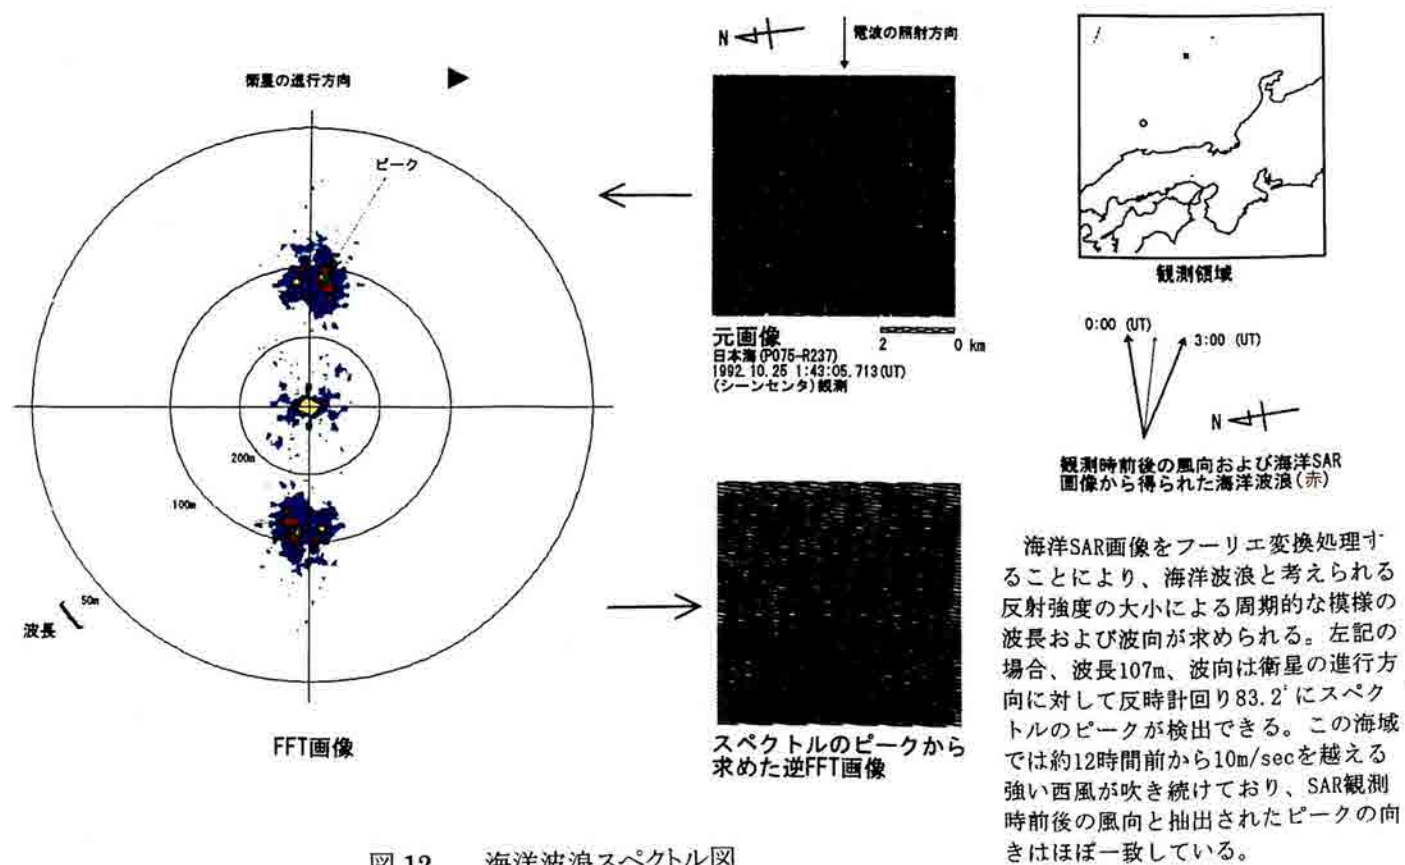 衛星の進行方向
ピーク
200m
100m
50m
波長
FFT画像
N
電波の照射方向
元画像
2 0 km
日本海(P075-R237)
1992.10.25 1:43:05.713(UT)
(シーンセンタ)観測
スペクトルのピークから
求めた逆FFT画像
観測領域
0:00 (UT)
3:00 (UT)
N
観測時前後の風向および海洋SAR
画像から得られた海洋波浪(赤)
海洋SAR画像をフーリエ変換処理す
ることにより、海洋波浪と考えられる
反射強度の大小による周期的な模様の
波長および波向が求められる。左記の
場合、波長107m、波向は衛星の進行方
向に対して反時計回り83.2°にスペク
トルのピークが検出できる。この海域
では約12時間前から10m/secを越える
強い西風が吹き続けており、SAR観測
時前後の風向と抽出されたピークの向
きはほぼ一致している。
図12 海洋波浪スペクトル図